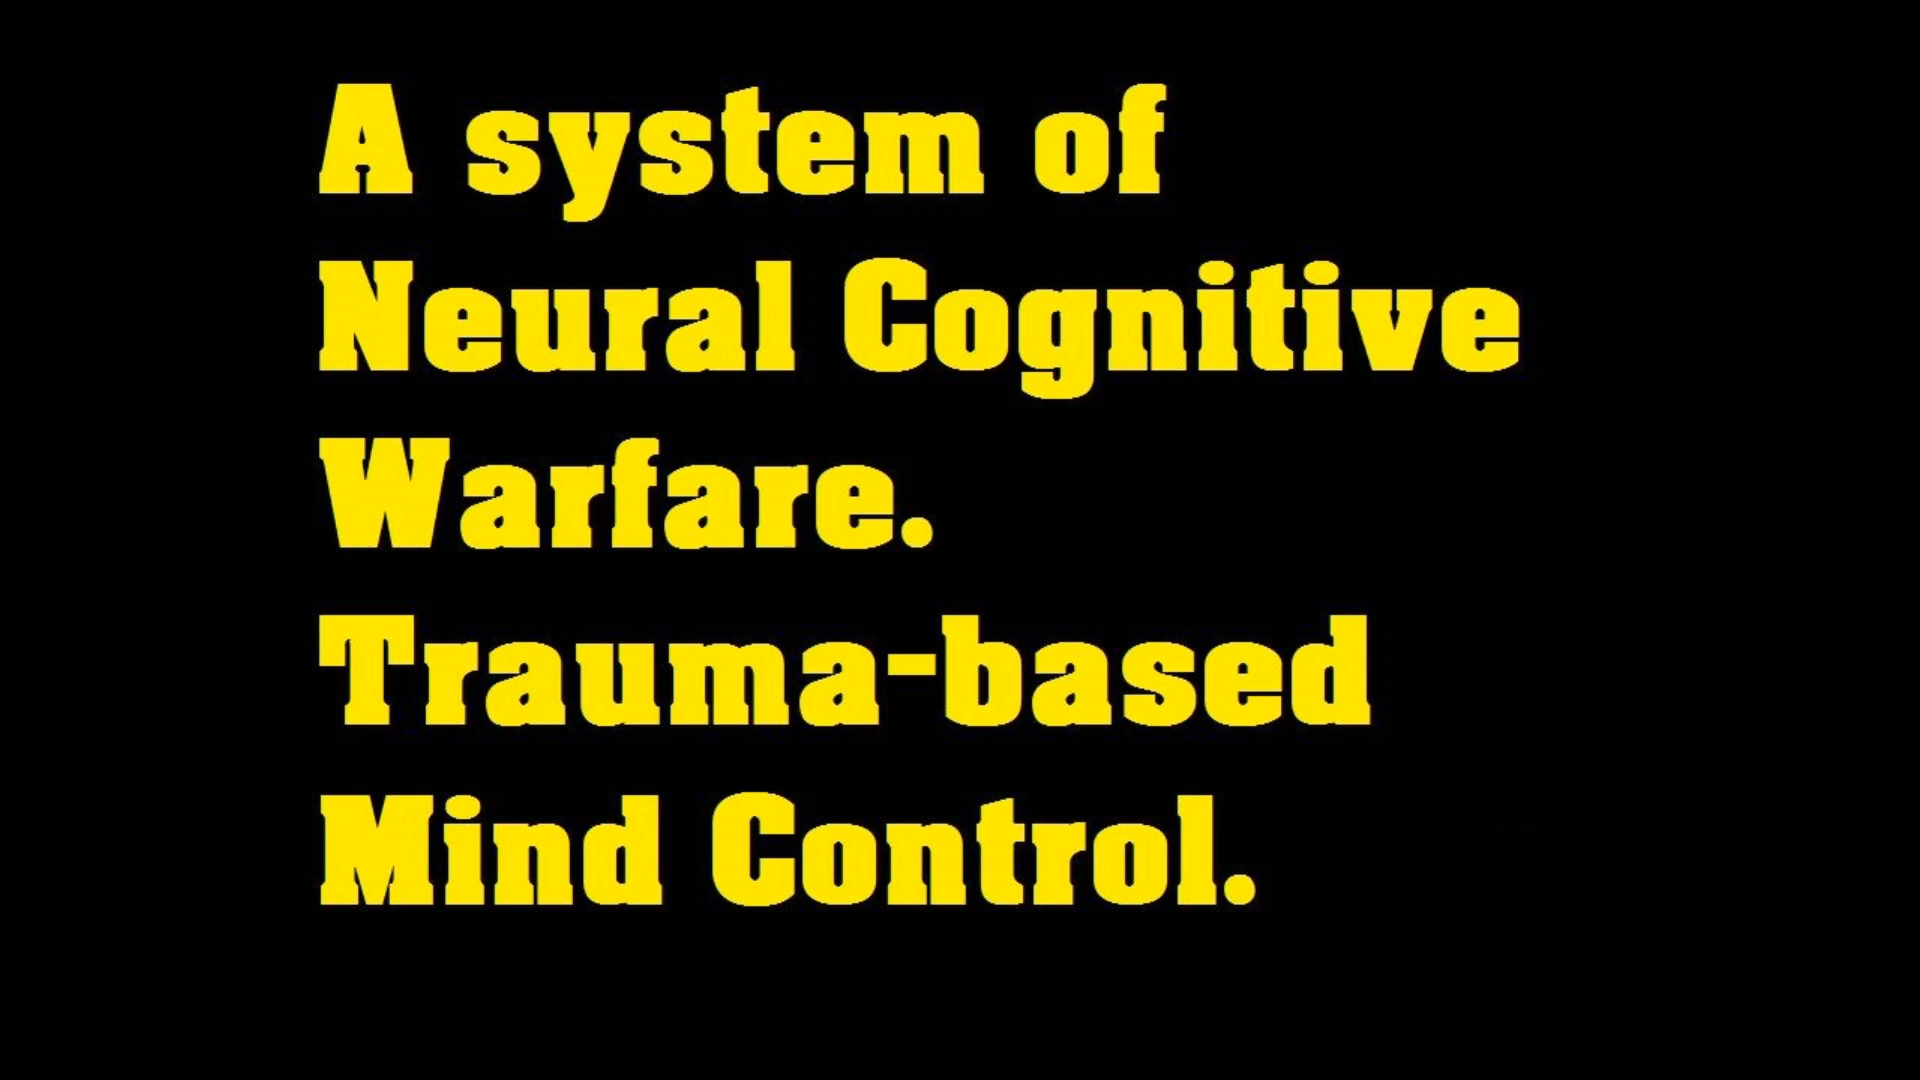 A system of
Neural Cognitive
Warfare.
Trauma-based
Mind Control.